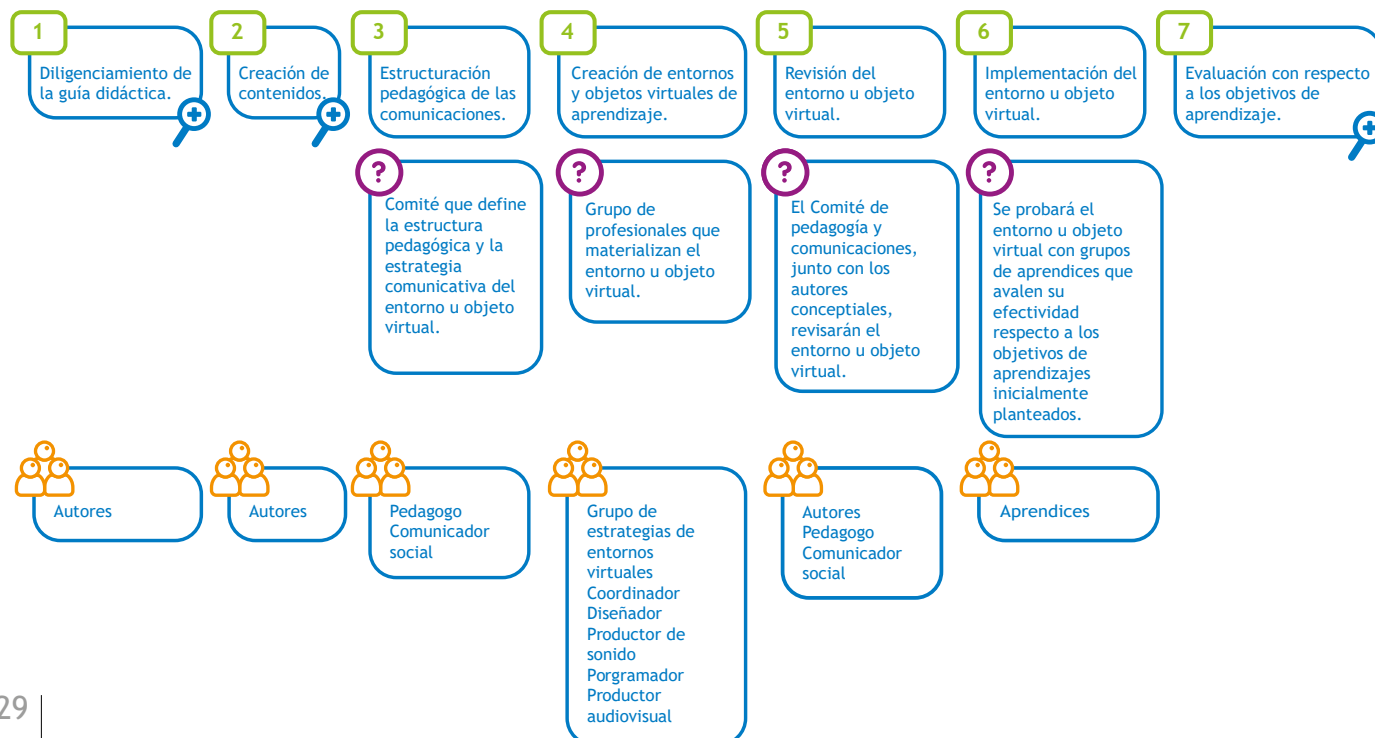 1
Diligenciamiento de
la guía didáctica.
2
Creación de
contenidos.
3
Estructuración
pedagógica de las
comunicaciones.
4
Creación de entornos
y objetos virtuales de
aprendizaje.
5
Revisión del
entorno u objeto
virtual.
6
Implementación del
entorno u objeto
virtual.
7
Evaluación con respecto
a los objetivos de
aprendizaje.
?
Comité que define
la estructura
pedagógica y la
estrategia
comunicativa del
entorno u objeto
virtual.
?
Grupo de
profesionales que
materializan el
entorno u objeto
virtual.
?
El Comité de
pedagogía y
comunicaciones,
junto con los
autores
conceptiales,
revisarán el
entorno u objeto
virtual.
?
Se probará el
entorno u objeto
virtual con grupos
de aprendices que
avalen su
efectividad
respecto a los
objetivos de
aprendizajes
inicialmente
planteados.
Autores
Autores
Pedagogo
Comunicador
social
Grupo de
estrategias de
entornos
virtuales
Coordinador
Diseñador
Productor de
sonido
Porgramador
Productor
audiovisual
Autores
Pedagogo
Comunicador
social
Aprendices
29